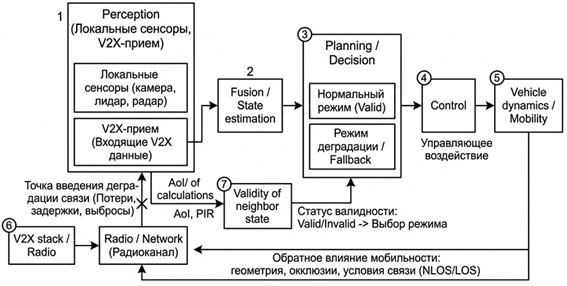 1
Perception
(Локальные сенсоры,
V2X-прием)
Локальные
сенсоры (камера,
лидар, радар)
V2X-прием
(Входящие V2X
данные)
2
Fusion /
State
estimation
3
Planning /
Decision
Нормальный
режим (Valid)
Режим
деградации /
Fallback
4
Control
Управляющее
воздействие
5
Vehicle
dynamics /
Mobility
Точка введения дегра-
дации связи (Потери,
задержки, выбросы)
AoI/ of
calculations
AoI, PIR
7
Validity of
neighbor
state
Статус валидности:
Valid/Invalid -> Выбор режима
6
V2X stack /
Radio
Radio / Network
(Радиоканал)
Обратное влияние мобильности:
геометрия, окклюзии, условия связи (NLOS/LOS)